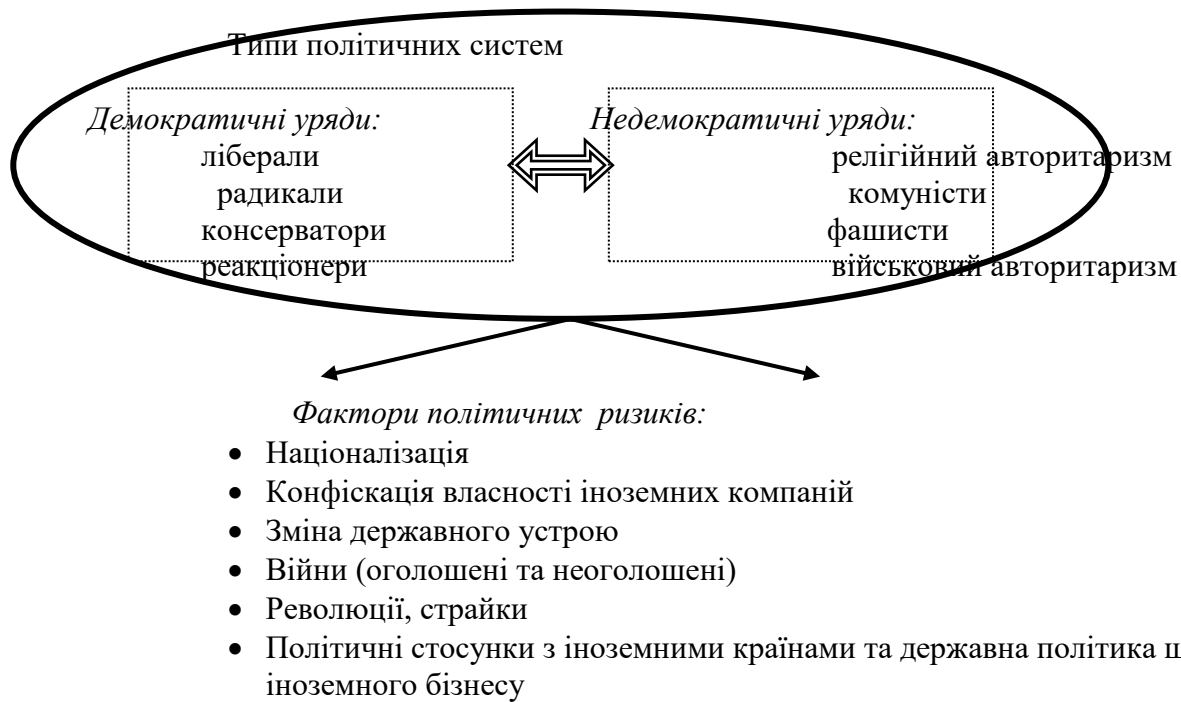 Типи політичних систем
Демократичні уряди:
ліберали
радикали
консерватори
реакціонери
Недемократичні уряди:
релігійний авторитаризм
комуністи
фашисти
військовий авторитаризм
Фактори політичних ризиків:
• Націоналізація
• Конфіскація власності іноземних компаній
• Зміна державного устрою
• Війни (оголошені та неоголошені)
• Революції, страйки
• Політичні стосунки з іноземними країнами та державна політика
іноземного бізнесу